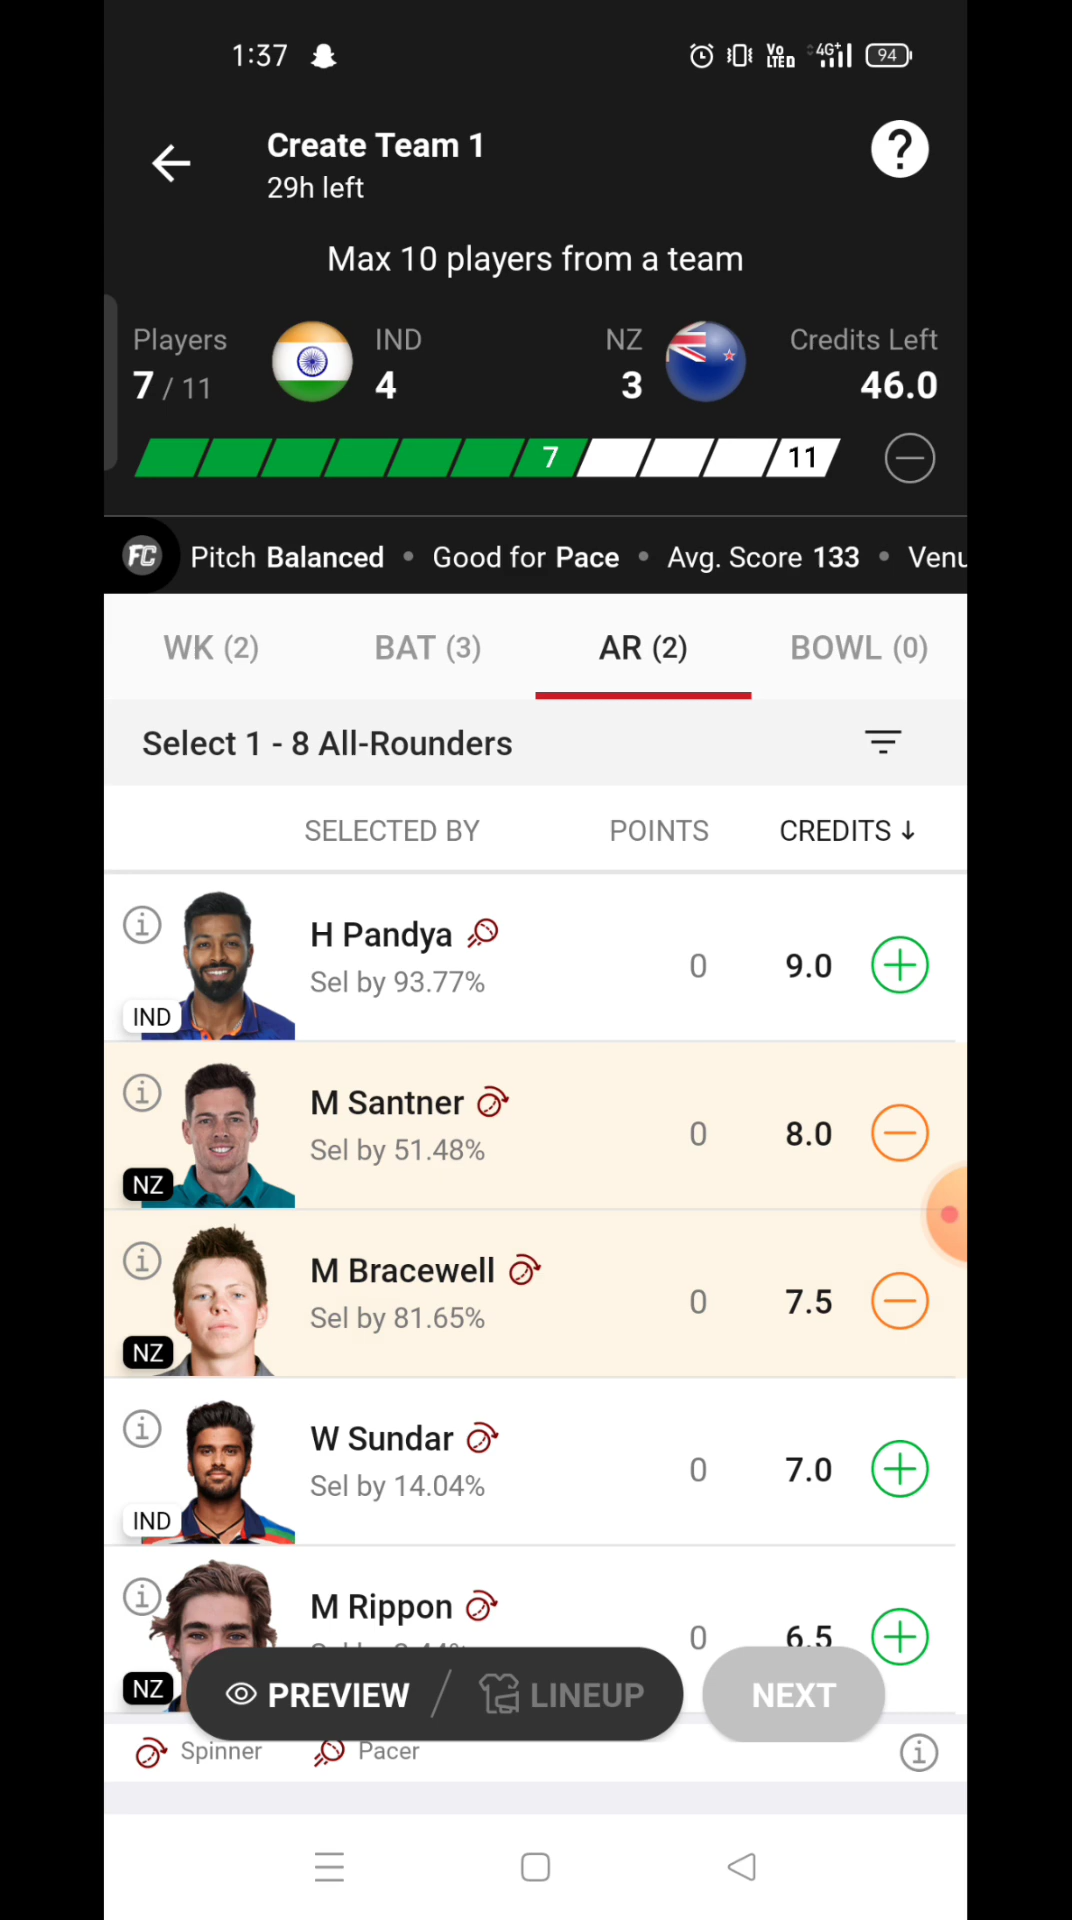 1:37 Vo LTE D 4G+ 94
Create Team 1
29h left
?
Max 10 players from a team
Players IND NZ Credits Left
7 / 11 4 3 46.0
7 11
FC Pitch Balanced • Good for Pace • Avg. Score 133 • Venu
WK (2) BAT (3) AR (2) BOWL (0)
Select 1 - 8 All-Rounders
SELECTED BY POINTS CREDITS ↓
H Pandya
Sel by 93.77% 0 9.0
IND
M Santner
Sel by 51.48% 0 8.0
NZ
M Bracewell
Sel by 81.65% 0 7.5
NZ
W Sundar
Sel by 14.04% 0 7.0
IND
M Rippon
0 6.5
NZ
PREVIEW / LINEUP NEXT
Spinner Pacer